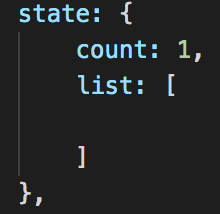 state: {
    count: 1,
    list: [

    ]
},